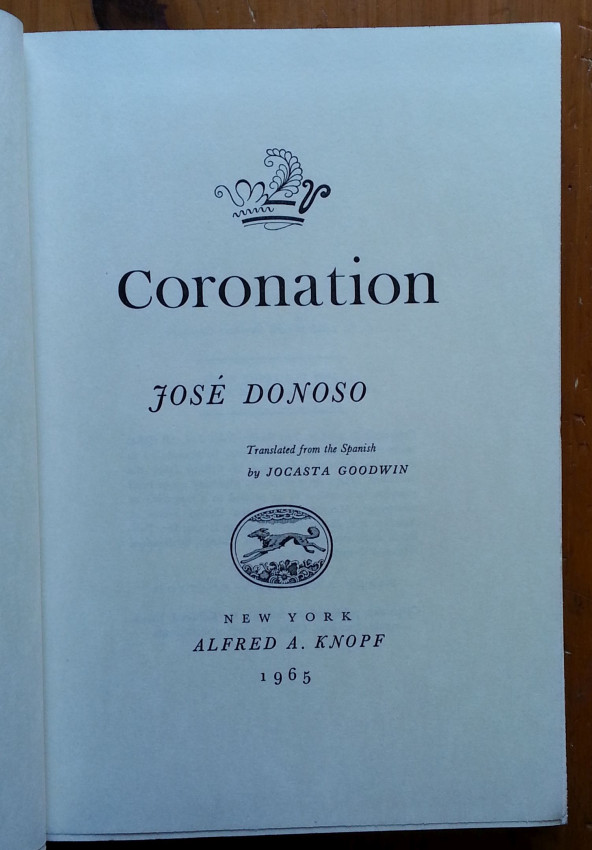 Coronation
JOSÉ DONOSO
Translated from the Spanish
by JOCASTA GOODWIN
NEW YORK
ALFRED A. KNOPF
1965